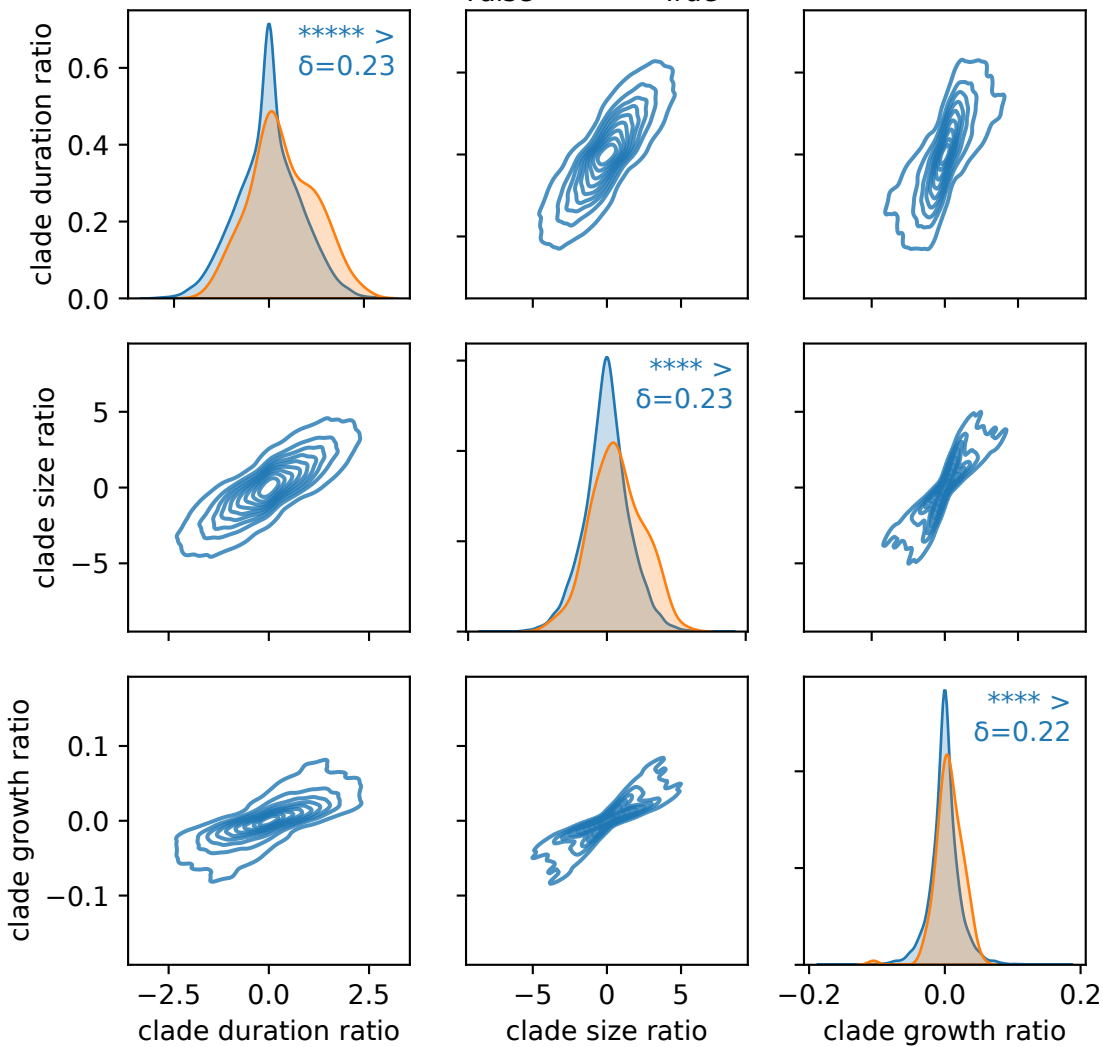 0.6
0.4
0.2
0.0
clade duration ratio
***** >
δ=0.23
5
0
−5
clade size ratio
**** >
δ=0.23
0.1
0.0
−0.1
clade growth ratio
**** >
δ=0.22
−2.5 0.0 2.5
−5 0 5
−0.2 0.0 0.2
clade duration ratio
clade size ratio
clade growth ratio